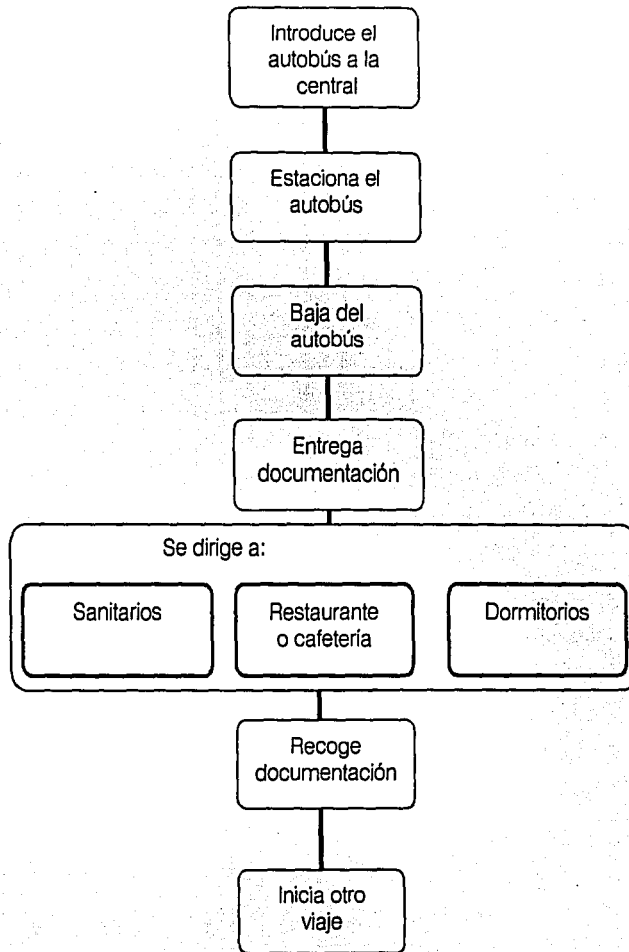 Introduce el
autobús a la
central
Estaciona el
autobús
Baja del
autobús
Entrega
documentación
Se dirige a:
Sanitarios
Restaurante
o cafetería
Dormitorios
Recoge
documentación
Inicia otro
viaje